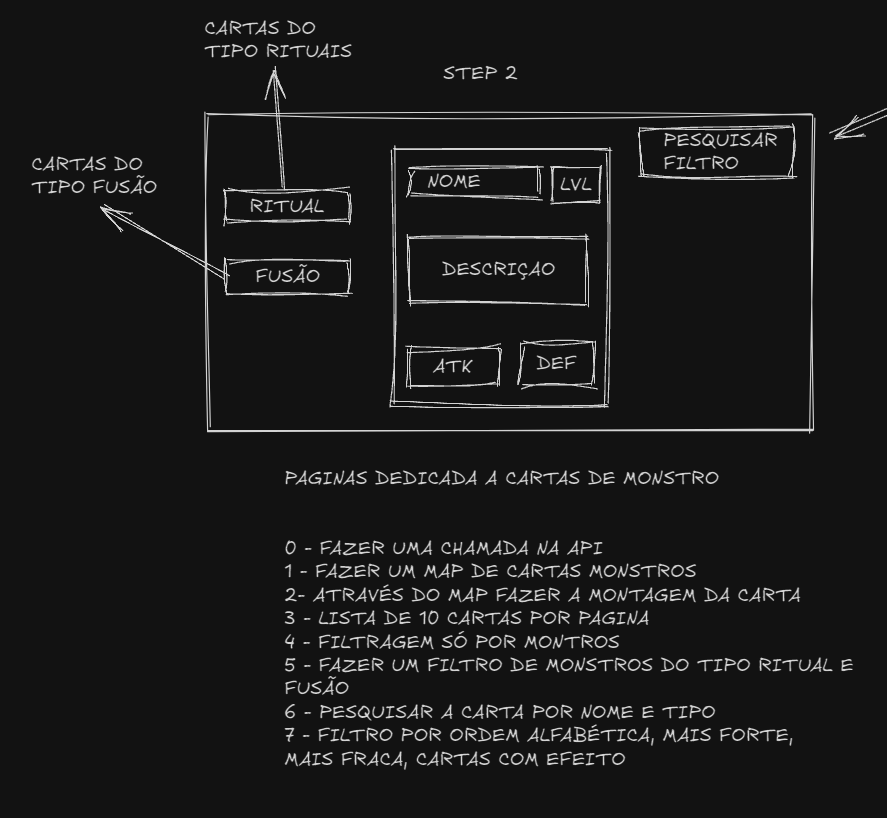 CARTAS DO
TIPO RITUAIS
STEP 2
CARTAS DO
TIPO FUSÃO
PESQUISAR
FILTRO
NOME
LVL
RITUAL
DESCRIÇAO
FUSÃO
ATK
DEF
PAGINAS DEDICADA A CARTAS DE MONSTRO
0 - FAZER UMA CHAMADA NA API
1 - FAZER UM MAP DE CARTAS MONSTROS
2- ATRAVÉS DO MAP FAZER A MONTAGEM DA CARTA
3 - LISTA DE 10 CARTAS POR PAGINA
4 - FILTRAGEM SÓ POR MONTROS
5 - FAZER UM FILTRO DE MONSTROS DO TIPO RITUAL E
FUSÃO
6 - PESQUISAR A CARTA POR NOME E TIPO
7 - FILTRO POR ORDEM ALFABÉTICA, MAIS FORTE,
MAIS FRACA, CARTAS COM EFEITO